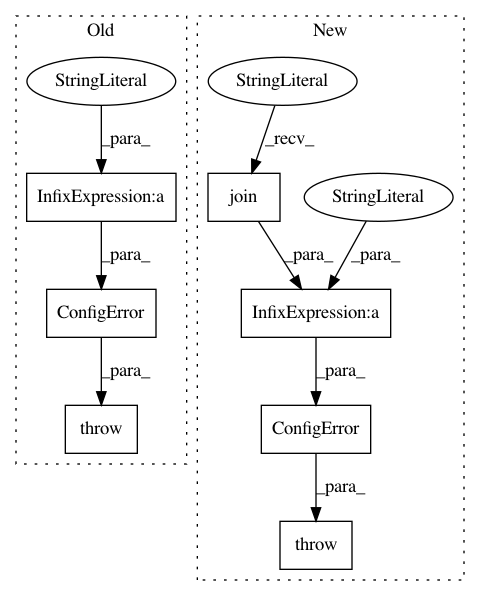 Old
New
StringLiteral
StringLiteral
_para_
_recv_
InfixExpression:a
join
StringLiteral
_para_
_para_
_para_
ConfigError
InfixExpression:a
_para_
_para_
throw
ConfigError
_para_
throw